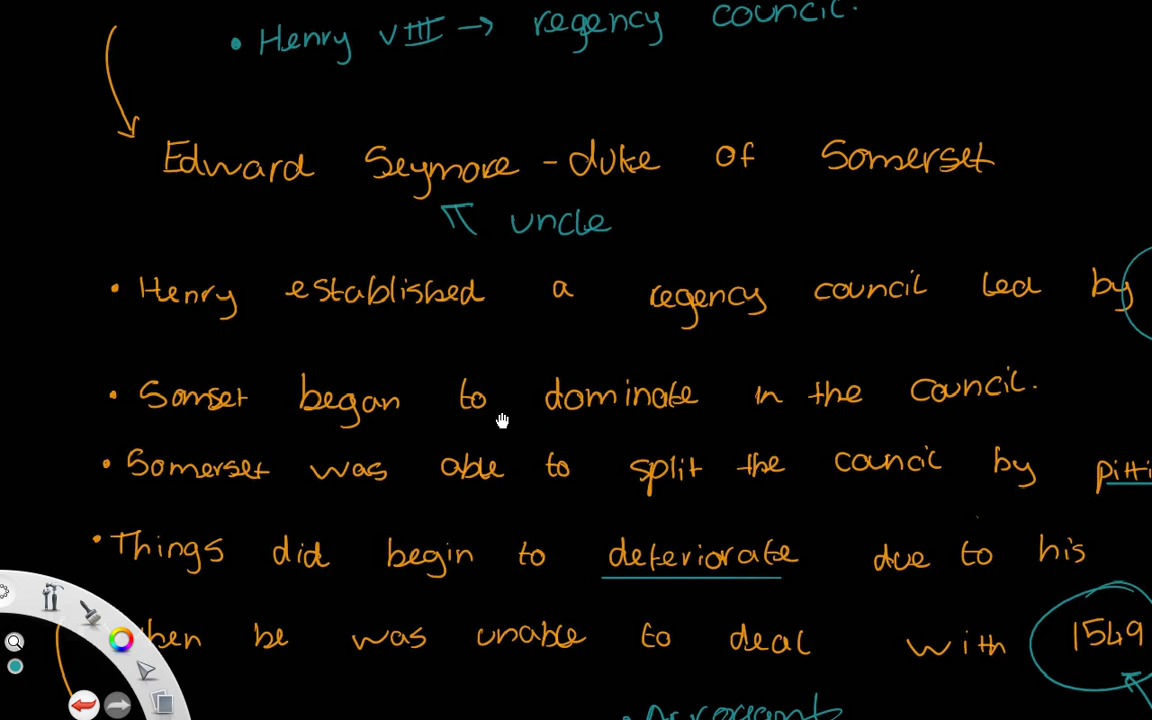 • Henry VIII → regency council.
Edward Seymore - duke of Somerset
uncle
• Henry established a regency council led by
• Somset began to dominate in the council.
• Somerset was able to split the council by pitti
• Things did begin to deteriorate due to his
be was unable to deal with 1549